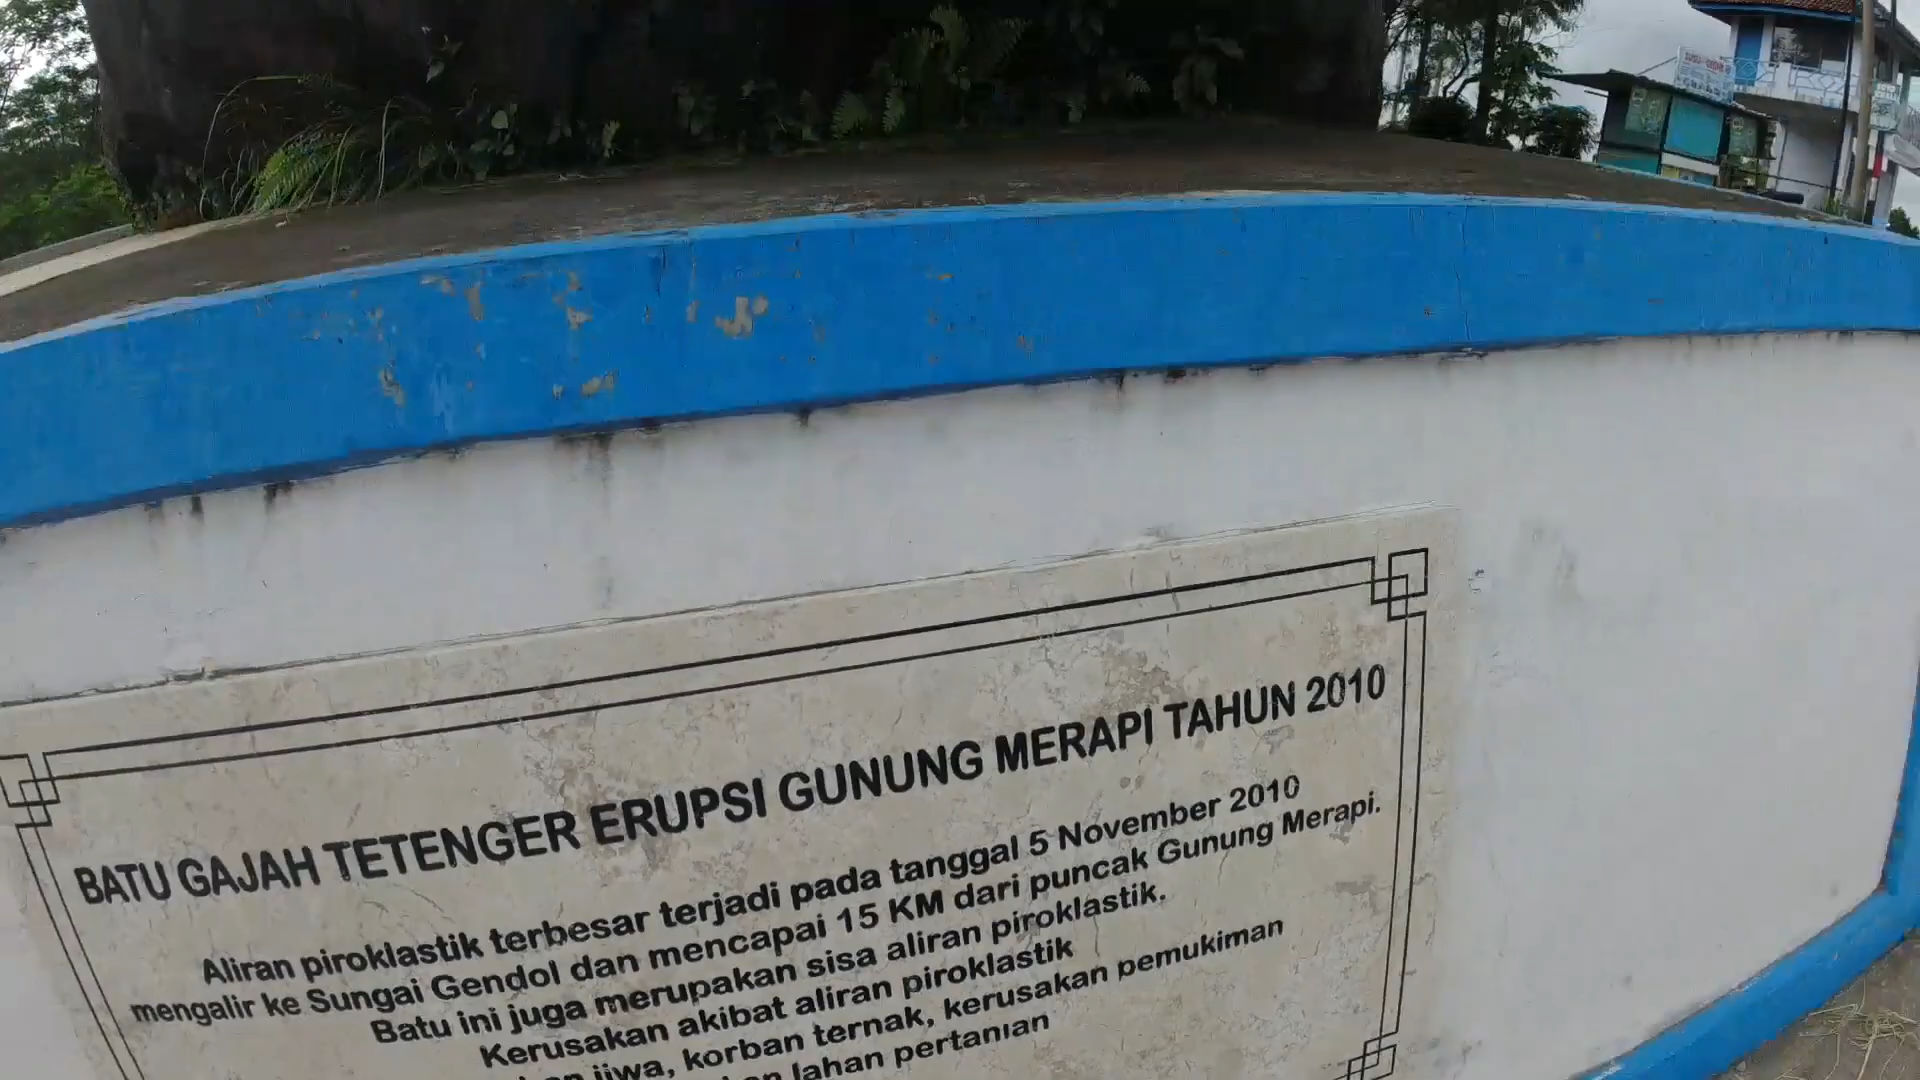 BATU GAJAH TETENGER ERUPSI GUNUNG MERAPI TAHUN 2010
Aliran piroklastik terbesar terjadi pada tanggal 5 November 2010
mengalir ke Sungai Gendol dan mencapai 15 KM dari puncak Gunung Merapi.
Batu ini juga merupakan sisa aliran piroklastik.
Kerusakan akibat aliran piroklastik
jiwa, korban ternak, kerusakan pemukiman
lahan pertanian